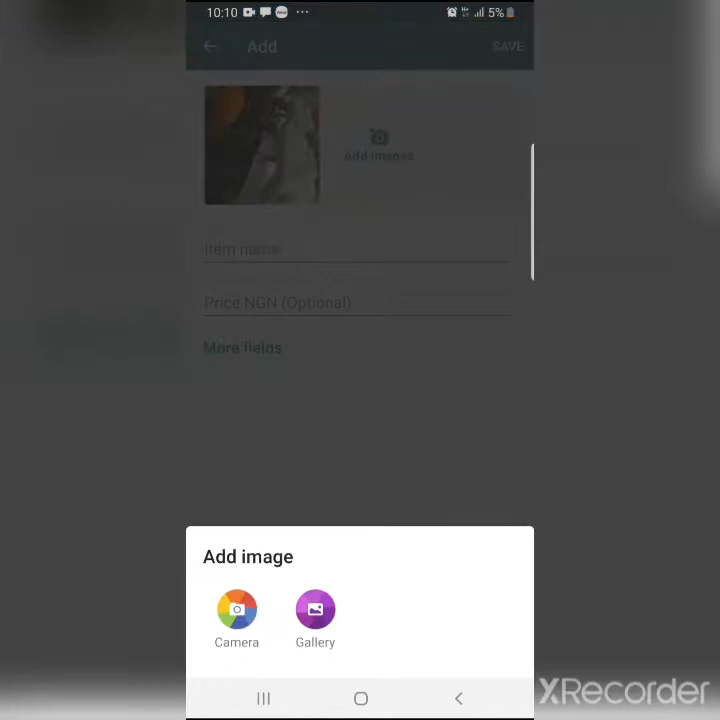 10:10
5%
Add
SAVE
Add images
Item name
Price NGN (Optional)
More fields
Add image
Camera
Gallery
XRecorder